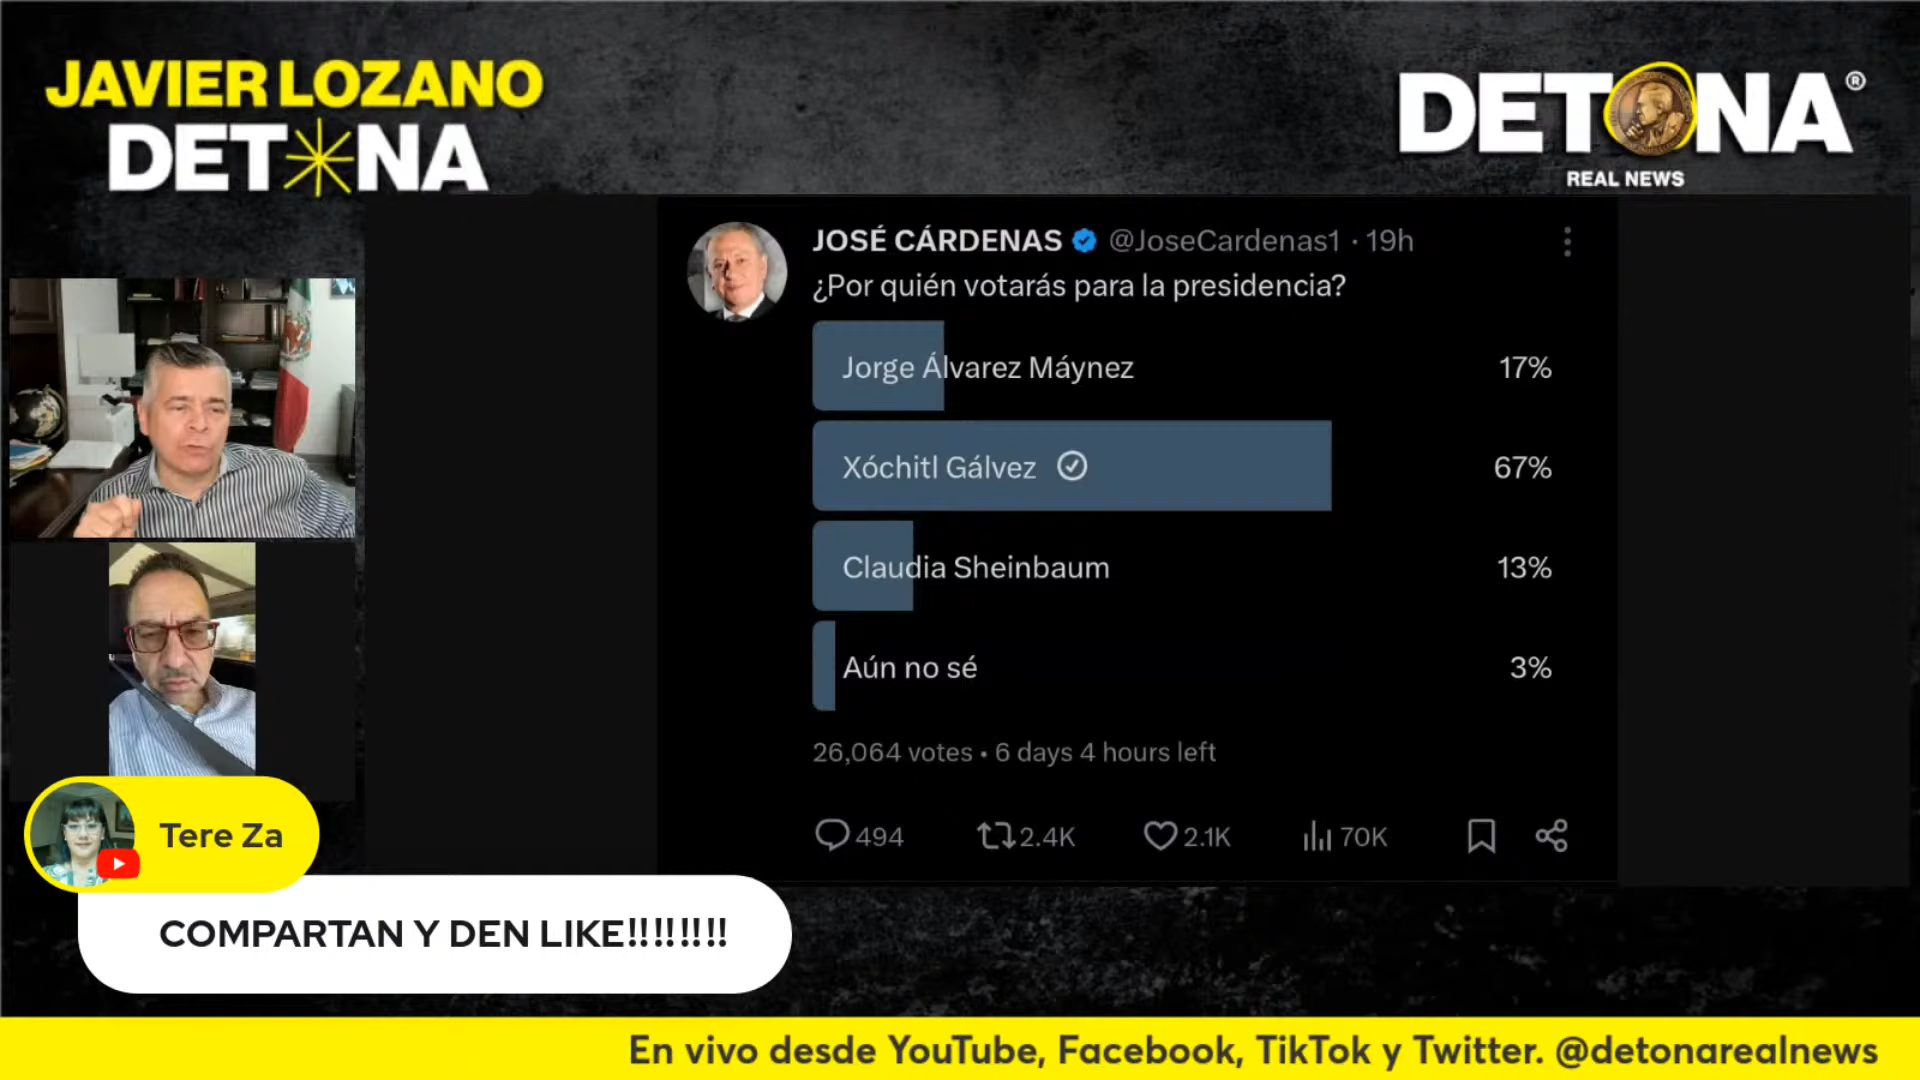 JAVIER LOZANO
DETONA
DETONA®
REAL NEWS
JOSÉ CÁRDENAS @JoseCardenas1 · 19h
¿Por quién votarás para la presidencia?
Jorge Álvarez Máynez 17%
Xóchitl Gálvez 67%
Claudia Sheinbaum 13%
Aún no sé 3%
26,064 votes • 6 days 4 hours left
494 2.4K 2.1K 70K
Tere Za
COMPARTAN Y DEN LIKE!!!!!!!!
En vivo desde YouTube, Facebook, TikTok y Twitter. @detonarealnews